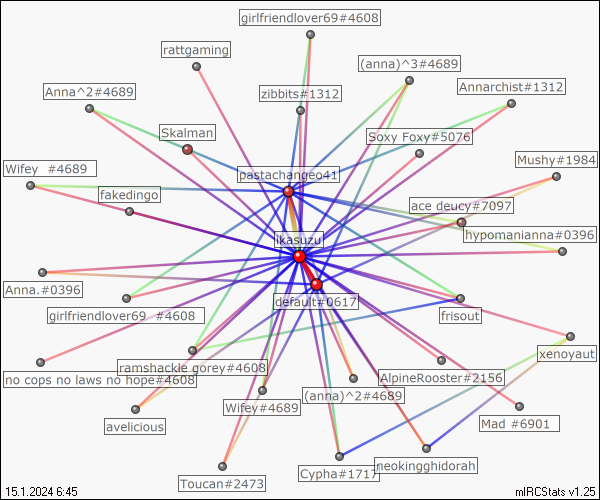 girlfriendlover69#4608
rattgaming
(anna)^3#4689
Anna^2#4689
zibbits#1312
Annarchist#1312
Skalman
Soxy Foxy#5076
Wifey #4689
pastachangeo41
Mushy#1984
fakedingo
ace deucy#7097
ikasuzu
hypomanianna#0396
Anna.#0396
default#0617
girlfriendlover69 #4608
frisout
xenoyaut
ramshackle gorey#4608
no cops no laws no hope#4608
AlpineRooster#2156
(anna)^2#4689
Wifey#4689
avelicious
Mad #6901
neokingghidorah
Cypha#1717
Toucan#2473
15.1.2024 6:45
mIRCStats v1.25